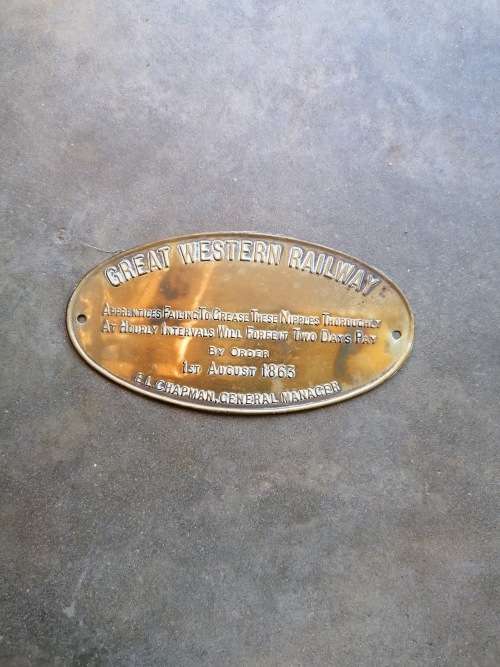 GREAT WESTERN RAILWAY
APPRENTICES FAILING TO GREASE THESE NIPPLES THOROUGHLY
AT HOURLY INTERVALS WILL FORFEIT TWO DAYS PAY
BY ORDER
1ST AUGUST 1863
E.L. CHAPMAN, GENERAL MANAGER